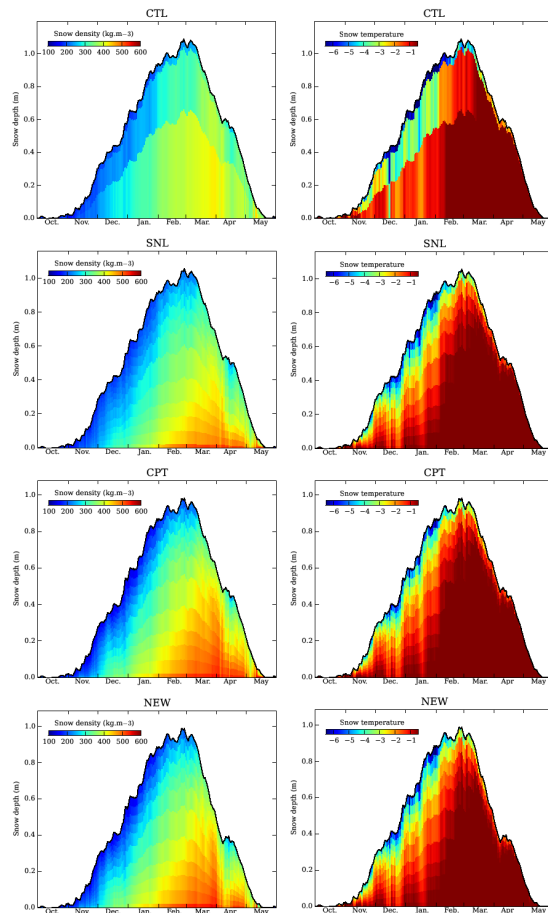 CTL
Snow density (kg.m−3)
100 200 300 400 500 600
Snow depth (m)
1.0
0.8
0.6
0.4
0.2
0.0
Oct. Nov. Dec. Jan. Feb. Mar. Apr May
CTL
Snow temperature
−6 −5 −4 −3 −2 −1
Snow depth (m)
1.0
0.8
0.6
0.4
0.2
0.0
Oct. Nov. Dec. Jan. Feb. Mar. Apr May
SNL
Snow density (kg.m−3)
100 200 300 400 500 600
Snow depth (m)
1.0
0.8
0.6
0.4
0.2
0.0
Oct. Nov. Dec. Jan. Feb. Mar. Apr May
SNL
Snow temperature
−6 −5 −4 −3 −2 −1
Snow depth (m)
1.0
0.8
0.6
0.4
0.2
0.0
Oct. Nov. Dec. Jan. Feb. Mar. Apr May
CPT
Snow density (kg.m−3)
100 200 300 400 500 600
Snow depth (m)
1.0
0.8
0.6
0.4
0.2
0.0
Oct. Nov. Dec. Jan. Feb. Mar. Apr May
CPT
Snow temperature
−6 −5 −4 −3 −2 −1
Snow depth (m)
1.0
0.8
0.6
0.4
0.2
0.0
Oct. Nov. Dec. Jan. Feb. Mar. Apr May
NEW
Snow density (kg.m−3)
100 200 300 400 500 600
Snow depth (m)
1.0
0.8
0.6
0.4
0.2
0.0
Oct. Nov. Dec. Jan. Feb. Mar. Apr May
NEW
Snow temperature
−6 −5 −4 −3 −2 −1
Snow depth (m)
1.0
0.8
0.6
0.4
0.2
0.0
Oct. Nov. Dec. Jan. Feb. Mar. Apr May